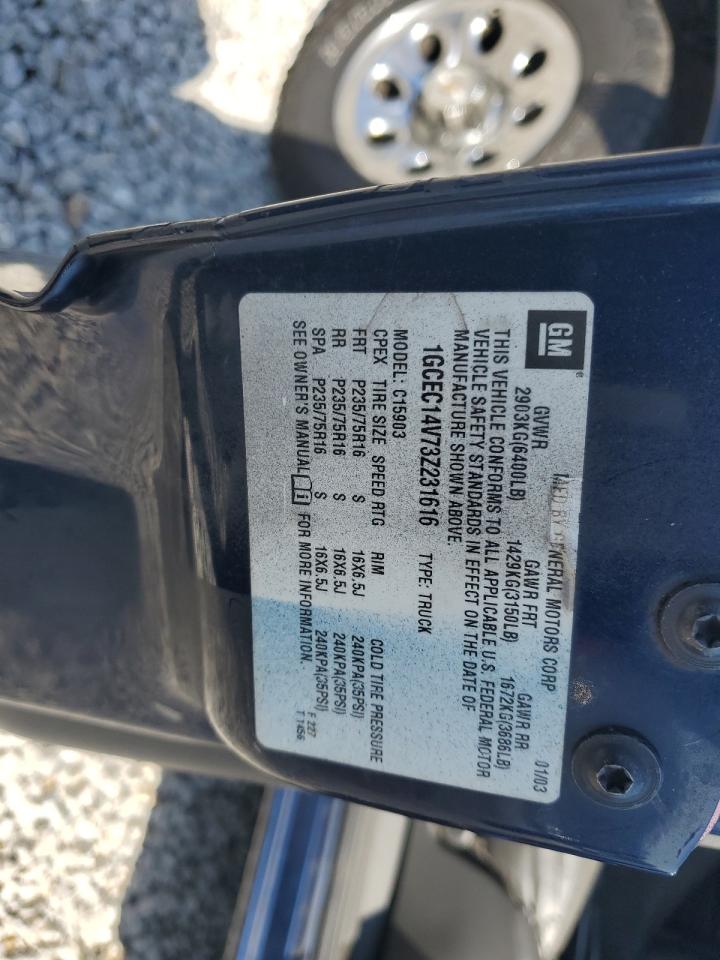 GM
MFD BY GENERAL MOTORS CORP 01/03
GVWR GAWR FRT GAWR RR
2903KG(6400LB) 1429KG(3150LB) 1672KG(3686LB)
THIS VEHICLE CONFORMS TO ALL APPLICABLE U.S. FEDERAL MOTOR
VEHICLE SAFETY STANDARDS IN EFFECT ON THE DATE OF
MANUFACTURE SHOWN ABOVE.
1GCEC14V73Z231616 TYPE: TRUCK
MODEL: C15903
CPEX TIRE SIZE SPEED RTG RIM COLD TIRE PRESSURE
FRT P235/75R16 S 16X6.5J 240KPA(35PSI)
RR P235/75R16 S 16X6.5J 240KPA(35PSI)
SPA P235/75R16 S 16X6.5J 240KPA(35PSI)
SEE OWNER'S MANUAL FOR MORE INFORMATION.
F 227
T 1456